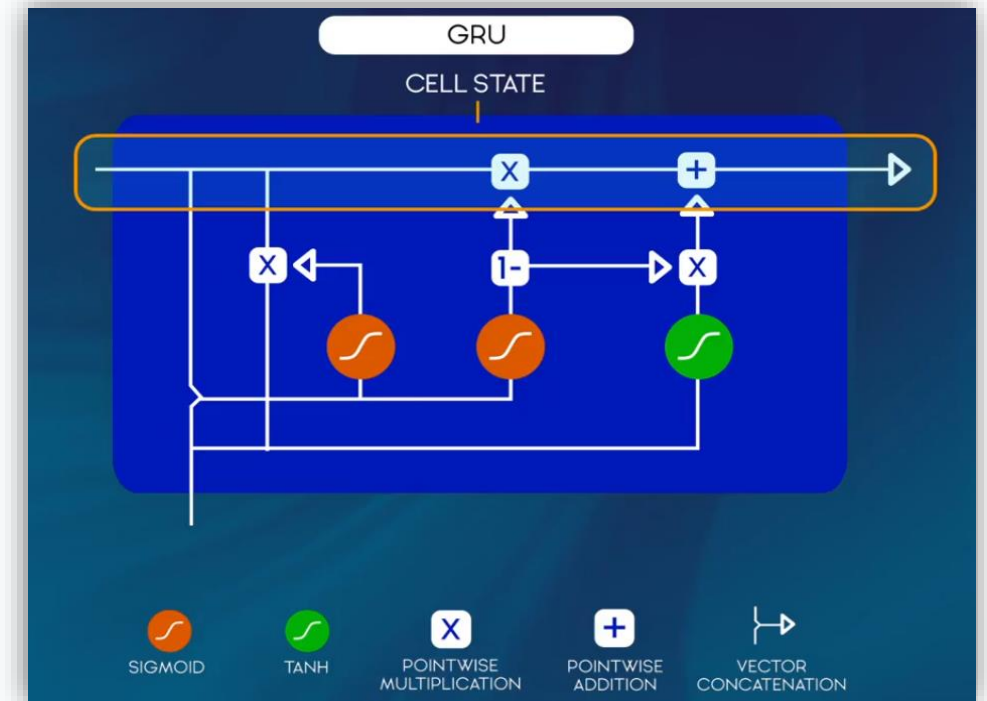 GRU
CELL STATE
X
+
X
1-
X
X
+
SIGMOID
TANH
POINTWISE
MULTIPLICATION
POINTWISE
ADDITION
VECTOR
CONCATENATION